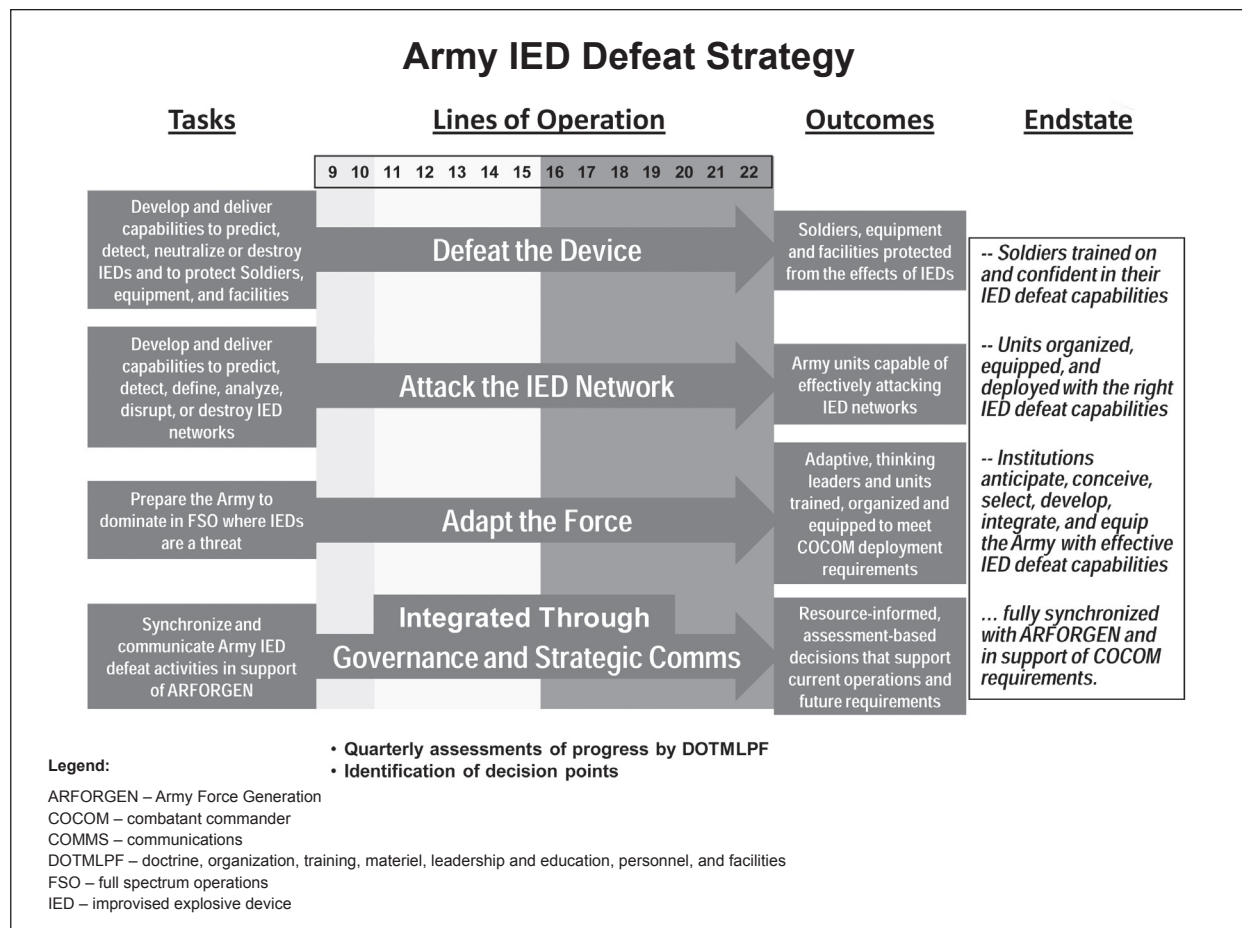 Army IED Defeat Strategy
Tasks
Lines of Operation
Outcomes
Endstate
9 10 11 12 13 14 15 16 17 18 19 20 21 22
Develop and deliver
capabilities to predict,
detect, neutralize or destroy
IEDs and to protect Soldiers,
equipment, and facilities
Defeat the Device
Soldiers, equipment
and facilities protected
from the effects of IEDs
Develop and deliver
capabilities to predict,
detect, define, analyze,
disrupt, or destroy IED
networks
Attack the IED Network
Army units capable of
effectively attacking
IED networks
Prepare the Army to
dominate in FSO where IEDs
are a threat
Adapt the Force
Adaptive, thinking
leaders and units
trained, organized and
equipped to meet
COCOM deployment
requirements
Synchronize and
communicate Army IED
defeat activities in support
of ARFORGEN
Integrated Through
Governance and Strategic Comms
Resource-informed,
assessment-based
decisions that support
current operations and
future requirements
-- Soldiers trained on
and confident in their
IED defeat capabilities
-- Units organized,
equipped, and
deployed with the right
IED defeat capabilities
-- Institutions
anticipate, conceive,
select, develop,
integrate, and equip
the Army with effective
IED defeat capabilities
... fully synchronized
with ARFORGEN and
in support of COCOM
requirements.
• Quarterly assessments of progress by DOTMLPF
• Identification of decision points
Legend:
ARFORGEN – Army Force Generation
COCOM – combatant commander
COMMS – communications
DOTMLPF – doctrine, organization, training, materiel, leadership and education, personnel, and facilities
FSO – full spectrum operations
IED – improvised explosive device